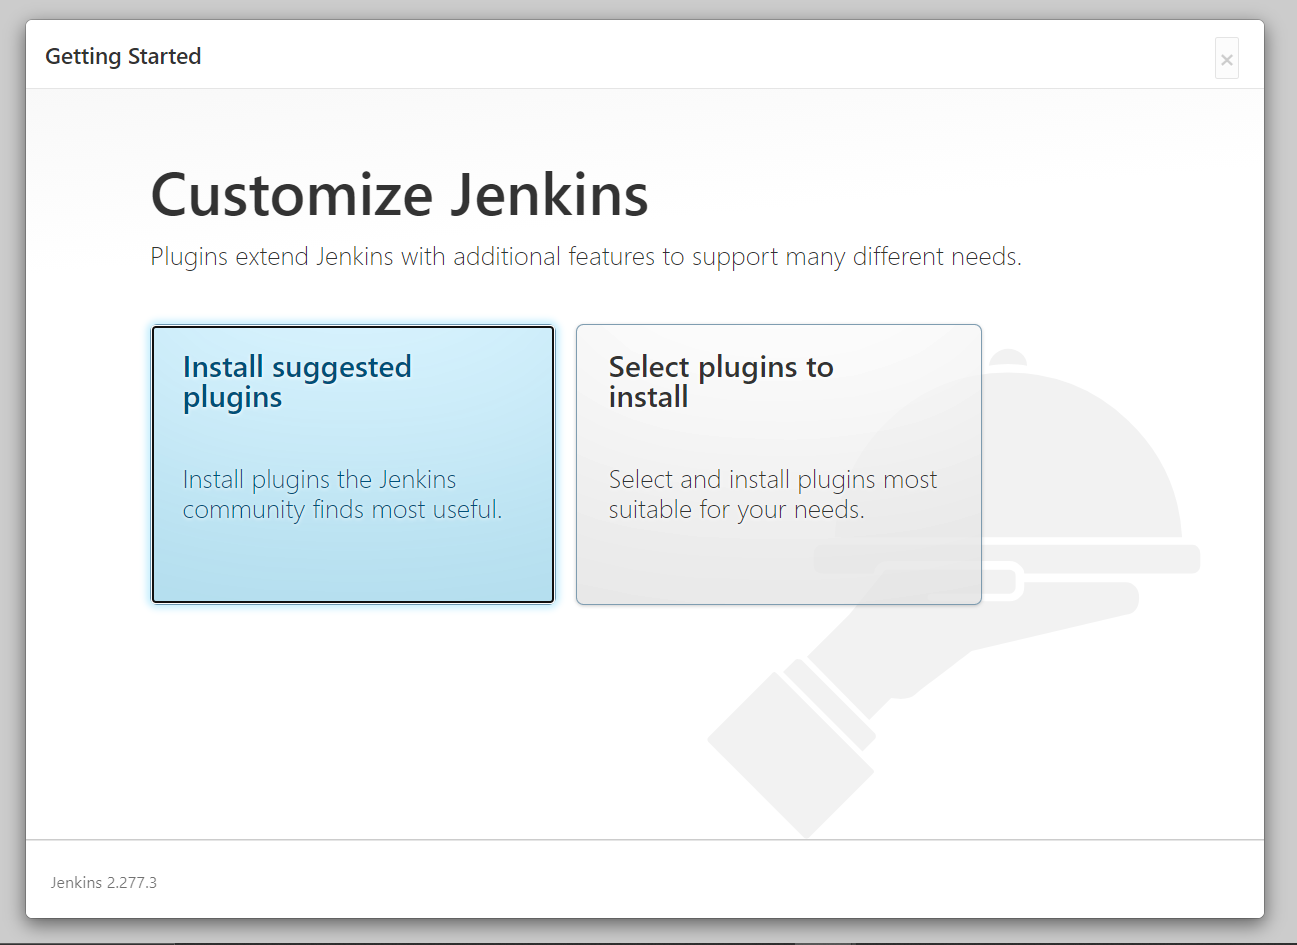 Getting Started
×
Customize Jenkins
Plugins extend Jenkins with additional features to support many different needs.
Install suggested
plugins
Install plugins the Jenkins
community finds most useful.
Select plugins to
install
Select and install plugins most
suitable for your needs.
Jenkins 2.277.3